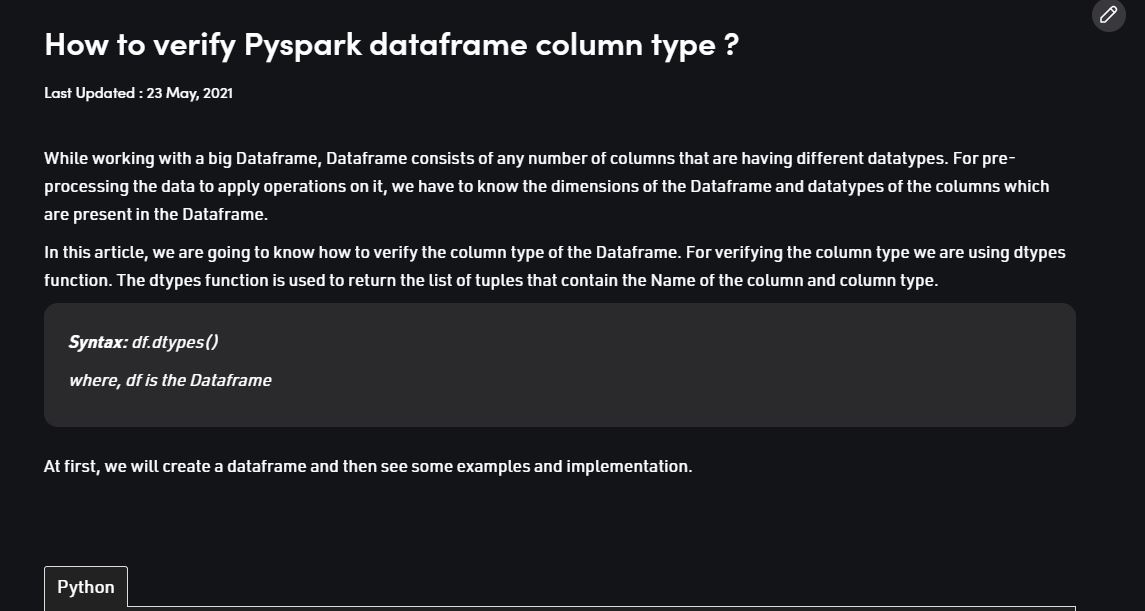 How to verify Pyspark dataframe column type ?
Last Updated : 23 May, 2021
While working with a big Dataframe, Dataframe consists of any number of columns that are having different datatypes. For pre-
processing the data to apply operations on it, we have to know the dimensions of the Dataframe and datatypes of the columns which
are present in the Dataframe.
In this article, we are going to know how to verify the column type of the Dataframe. For verifying the column type we are using dtypes
function. The dtypes function is used to return the list of tuples that contain the Name of the column and column type.
Syntax: df.dtypes()
where, df is the Dataframe
At first, we will create a dataframe and then see some examples and implementation.
Python